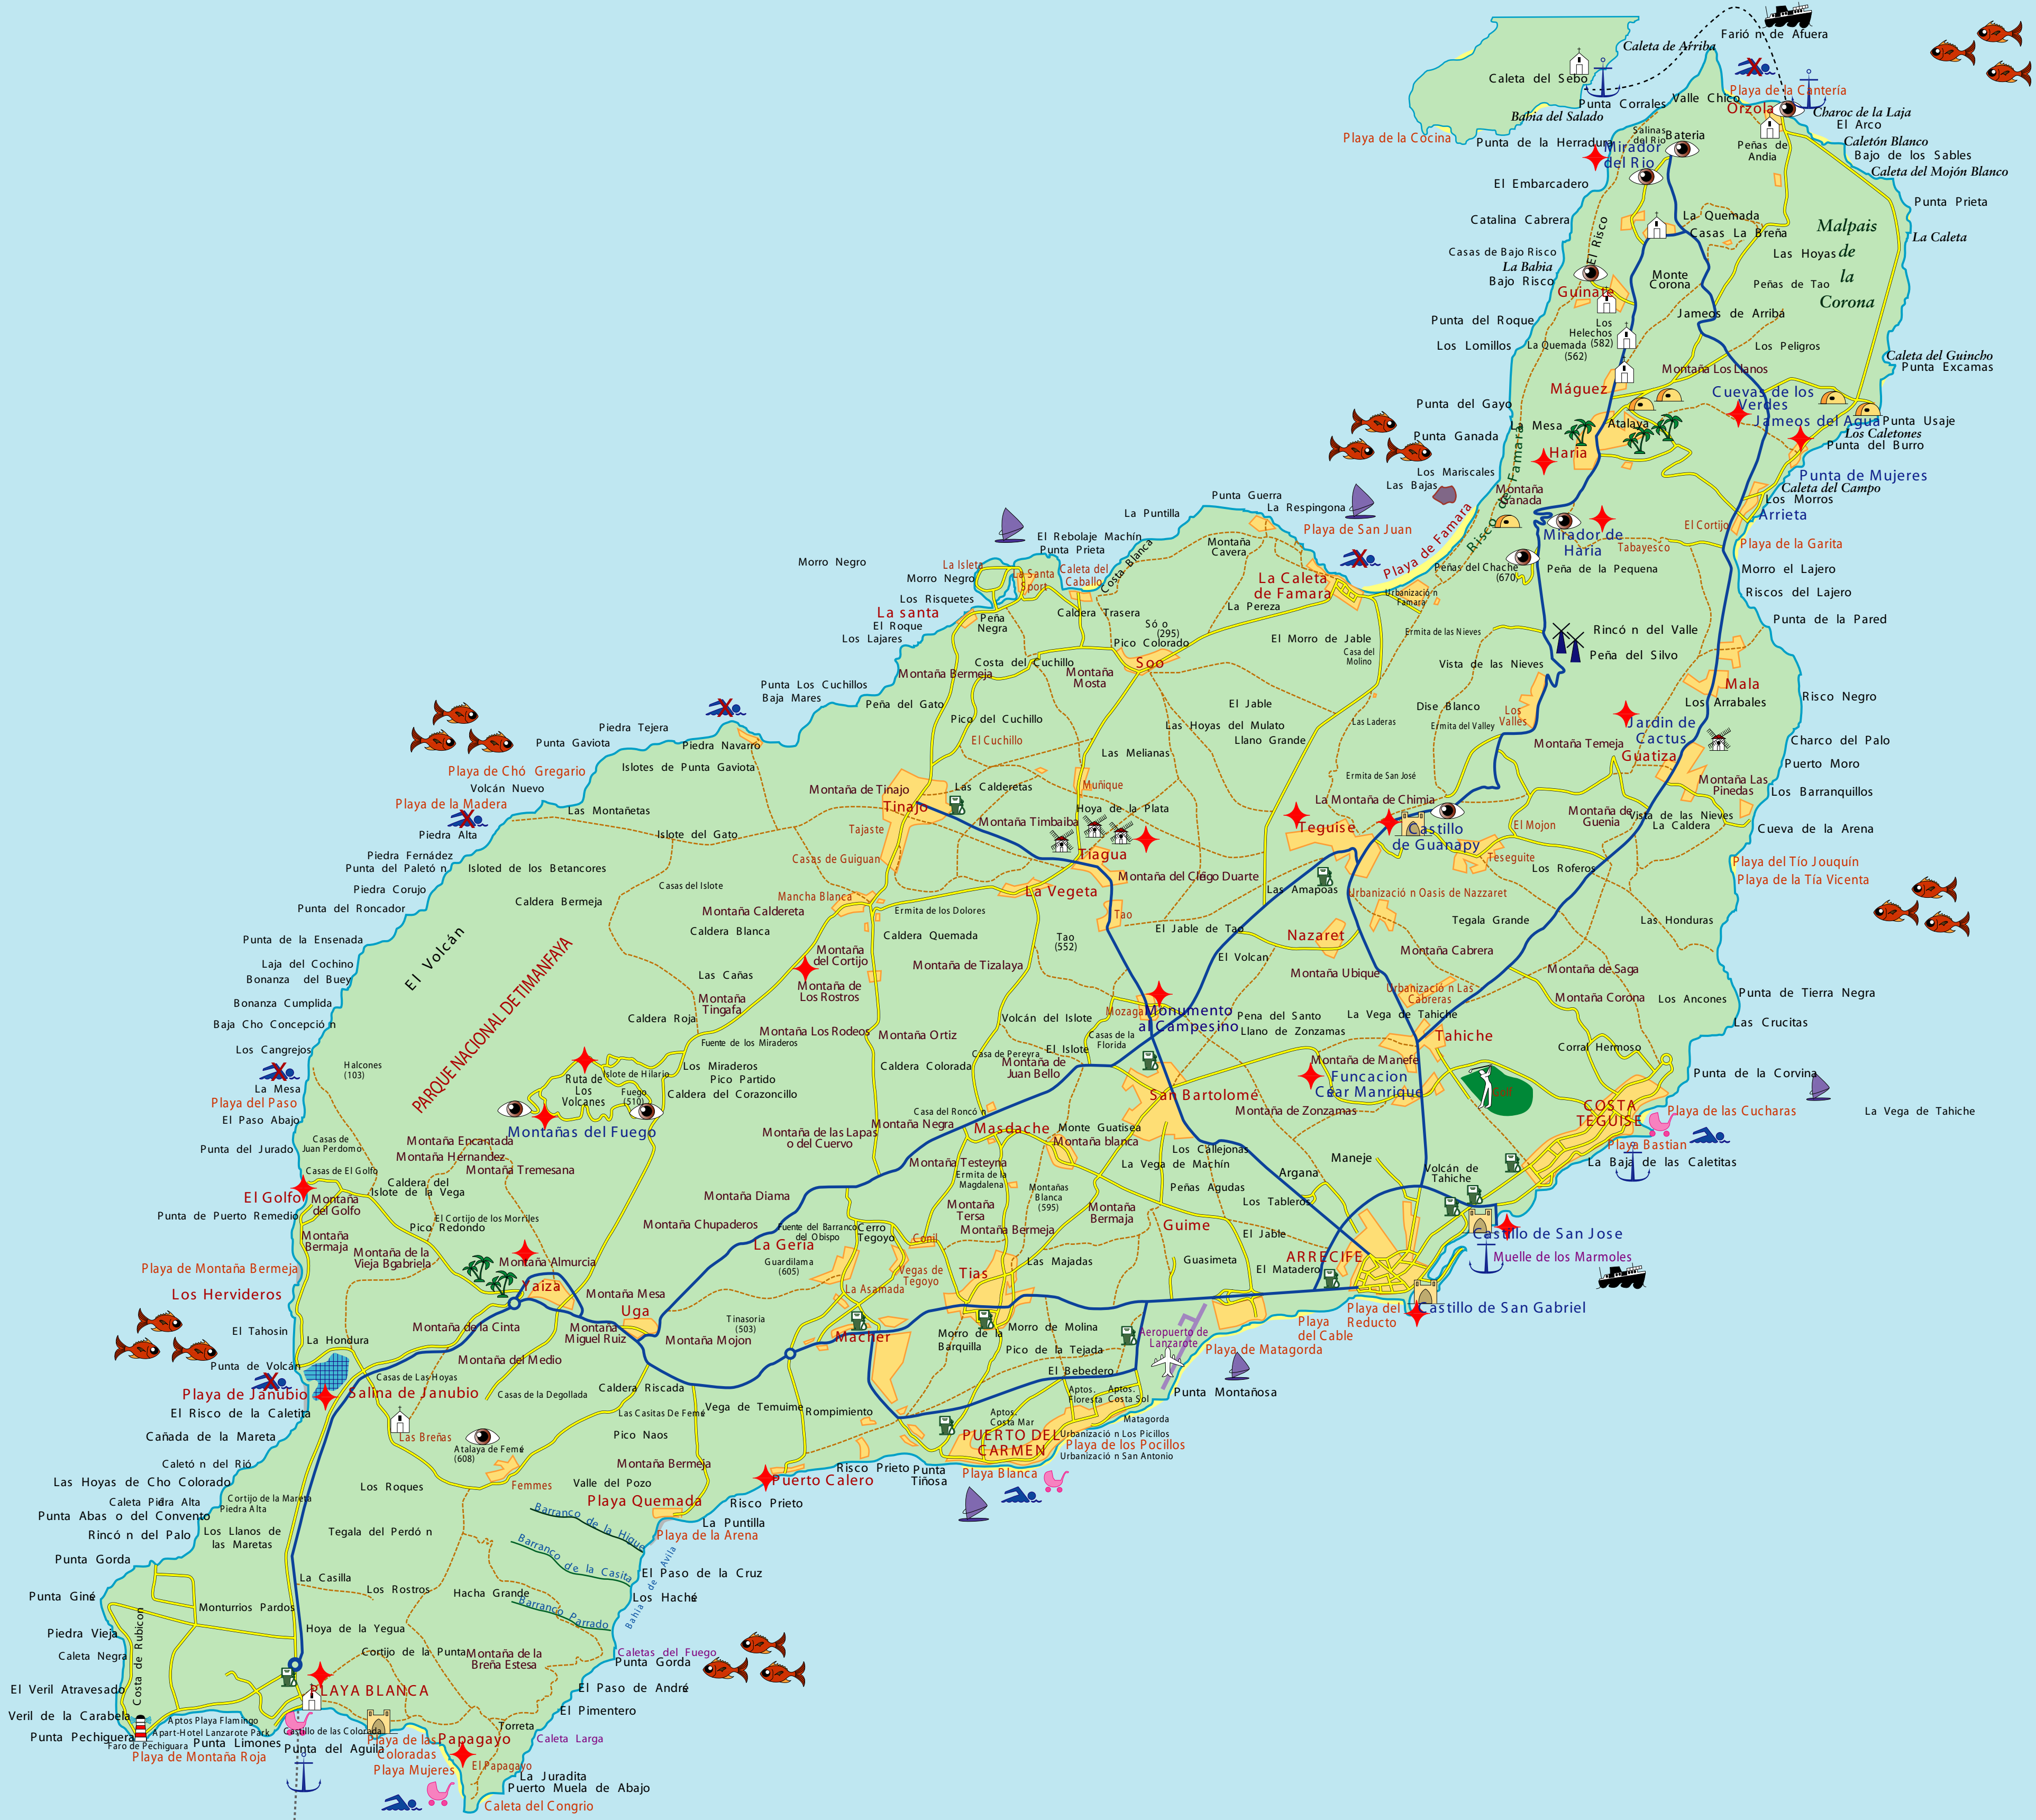 Farió n de Afuera
Caleta de Arriba
Caleta del Sebo
Punta Corrales
Valle Chico
Playa de la Cantería
Orzola
Bahia del Salado
Charoc de la Laja
El Arco
Playa de la Cocina
Punta de la Herradura
Salinas
del Rio
Bateria
Mirador
del Rio
Peñas de
Andia
Caletón Blanco
Bajo de los Sables
Caleta del Mojón Blanco
El Embarcadero
Punta Prieta
Catalina Cabrera
La Quemada
Casas La Breña
Malpais
de
la
Corona
La Caleta
El Risco
Casas de Bajo Risco
La Bahia
Bajo Risco
Las Hoyas
Monte
Corona
Peñas de Tao
Guinate
Punta del Roque
Los
Helechos
(582)
Jameos de Arriba
Los Lomillos
La Quemada
(562)
Los Peligros
Caleta del Guincho
Punta Excamas
Montaña Los Llanos
Máguez
Cuevas de los
Verdes
Punta del Gayo
La Mesa
Atalaya
Jameos del Agua
Punta Usaje
Los Caletones
Punta del Burro
Punta Ganada
Haria
Los Mariscales
Las Bajas
Punta de Mujeres
Caleta del Campo
Los Morros
Arrieta
Montaña
Ganada
Risco de Famara
Punta Guerra
La Respingona
La Puntilla
Playa de San Juan
Playa de Famara
El Cortijo
Mirador de
Haria
Tabayesco
Playa de la Garita
El Rebolaje Machín
Punta Prieta
Costa Blanca
Montaña
Cavera
Morro Negro
La Isleta
Morro Negro
La Santa
Sport
Caleta del
Caballo
La Caleta
de Famara
Peñas del Chache
(670)
Peña de la Pequena
Morro el Lajero
Riscos del Lajero
Los Risquetes
La santa
El Roque
Los Lajares
Peña
Negra
Caldera Trasera
La Pereza
Urbanizació n
Famara
Punta de la Pared
Só o
(295)
Pico Colorado
El Morro de Jable
Casa del
Molino
Ermita de las Nieves
Rincó n del Valle
Peña del Silvo
Costa del Cuchillo
Soo
Montaña Bermeja
Montaña
Mosta
Vista de las Nieves
Mala
Risco Negro
Punta Los Cuchillos
Baja Mares
Peña del Gato
El Jable
Dise Blanco
Los
Valles
Los Arrabales
Pico del Cuchillo
Las Hoyas del Mulato
Las Laderas
Ermita del Valley
Jardin de
Cactus
Piedra Tejera
Punta Gaviota
Piedra Navarro
El Cuchillo
Llano Grande
Montaña Temeja
Guatiza
Charco del Palo
Las Melianas
Playa de Chó Gregario
Islotes de Punta Gaviota
Ermita de San José
Puerto Moro
Volcán Nuevo
Montaña de Tinajo
Las Calderetas
Muñique
Montaña Las
Pinedas
Los Barranquillos
Playa de la Madera
Las Montañetas
Tinajo
Hoya de la Plata
La Montaña de Chimia
Montaña de
Guenia
Vista de las Nieves
La Caldera
Piedra Alta
Islote del Gato
Tajaste
Montaña Timbaiba
Teguise
Castillo
de Guanapy
El Mojon
Cueva de la Arena
Piedra Fernádez
Punta del Paletó n
Isloted de los Betancores
Casas de Guiguan
Tiagua
Teseguite
Los Roferos
Playa del Tío Jouquín
Playa de la Tía Vicenta
Piedra Corujo
Casas del Islote
La Vegeta
Las Amapoas
Urbanizació n Oasis de Nazzaret
Punta del Roncador
Caldera Bermeja
Mancha Blanca
Montaña Caldereta
Ermita de los Dolores
Tao
El Jable de Tao
Tegala Grande
Las Honduras
Punta de la Ensenada
El Volcán
PARQUE NACIONAL DE TIMANFAYA
Caldera Blanca
Caldera Quemada
Tao
(552)
Nazaret
Laja del Cochino
Bonanza del Buey
Montaña
del Cortijo
Montaña de Tizalaya
El Volcan
Montaña Cabrera
Montaña de Saga
Las Cañas
Montaña de
Los Rostros
Montaña Ubique
Urbanizació n Las
Cabreras
Bonanza Cumplida
Montaña
Tingafa
Montaña Corona
Los Ancones
Punta de Tierra Negra
Baja Cho Concepció n
Caldera Roja
Mozaga
Monumento
al Campesino
Pena del Santo
La Vega de Tahiche
Las Crucitas
Volcán del Islote
Llano de Zonzamas
Montaña Los Rodeos
Montaña Ortiz
Casas de la
Florida
Tahiche
Los Cangrejos
Fuente de los Miraderos
Casa de Pereyra
El Islote
Corral Hermoso
Halcones
(103)
Los Miraderos
Caldera Colorada
Montaña de
Juan Bello
Montaña de Manefe
Ruta de
Los
Volcanes
Islote de Hilario
Pico Partido
Funcacion
Céar Manrique
Golf
Punta de la Corvina
La Mesa
Playa del Paso
Fuego
(510)
Caldera del Corazoncillo
San Bartolomé
COSTA
TEGUISE
Playa de las Cucharas
La Vega de Tahiche
El Paso Abajo
Casa del Roncó n
Montaña de Zonzamas
Montañas del Fuego
Montaña Negra
Masdache
Monte Guatisea
Playa Bastian
Montaña Encantada
Montaña de las Lapas
o del Cuervo
Montaña blanca
Punta del Jurado
Casas de
Juan Perdomo
Montaña Hernandez
Los Callejonas
La Vega de Machín
Maneje
La Baja de las Caletitas
Casas de El Golfo
Montaña Tremesana
Montaña Testeyna
Ermita de la
Magdalena
Argana
Volcán de
Tahiche
El Golfo
Montaña
del Golfo
Caldera del
Islote de la Vega
Montaña Diama
Montañas
Blanca
(595)
Peñas Agudas
Los Tableros
Punta de Puerto Remedio
El Cortijo de los Morriles
Pico Redondo
Montaña Chupaderos
Fuente del Barranco
del Obispo
Cerro
Tegoyo
Montaña
Tersa
Montaña
Bermeja
Guime
Castillo de San Jose
Montaña
Bermaja
La Geria
Conil
Montaña Bermeja
El Jable
Montaña de la
Vieja Bgabriela
Montaña Almurcia
Guardilama
(605)
Las Majadas
Guasimeta
ARRECIFE
Muelle de los Marmoles
Playa de Montaña Bermeja
Vegas de
Tegoyo
Tias
El Matadero
Los Hervideros
Yaiza
Montaña Mesa
Uga
La Asamada
Castillo de San Gabriel
Playa del
Reducto
El Tahosin
La Hondura
Montaña de la Cinta
Montaña
Miguel Ruiz
Montaña Mojon
Tinasoria
(503)
Macher
Morro de la
Barquilla
Morro de Molina
Pico de la Tejada
Aeropuerto de
Lanzarote
Playa
del Cable
Playa de Matagorda
Punta de Volcán
Montaña del Medio
El Bebedero
Casas de Las Hoyas
Playa de Janubio
Salina de Janubio
Casas de la Degollada
Caldera Riscada
Aptos.
Floresta
Aptos.
Costa Sol
Punta Montañosa
El Risco de la Caletita
Las Casitas De Femé
Vega de Temuime
Rompimiento
Aptos.
Costa Mar
Matagorda
Cañada de la Mareta
Las Breñas
Atalaya de Femé
(608)
Pico Naos
PUERTO DEL
CARMEN
Urbanizació n Los Picillos
Playa de los Pocillos
Urbanizació n San Antonio
Caletó n del Rió
Montaña Bermeja
Risco Prieto
Punta
Tiñosa
Playa Blanca
Las Hoyas de Cho Colorado
Los Roques
Femmes
Valle del Pozo
Puerto Calero
Cortijo de la Mareta
Piedra Alta
Playa Quemada
Risco Prieto
Punta Abas o del Convento
Barranco de la Higue
La Puntilla
Rincó n del Palo
Los Llanos de
las Maretas
Tegala del Perdó n
Playa de la Arena
Punta Gorda
Barranco de la Casita
Bahia de Avila
El Paso de la Cruz
Punta Giné
La Casilla
Los Rostros
Hacha Grande
Los Haché
Monturrios Pardos
Barranco Parrado
Costa de Rubicon
Piedra Vieja
Hoya de la Yegua
Caleta Negra
Cortijo de la Punta
Montaña de la
Breña Estesa
Caletas del Fuego
Punta Gorda
El Veril Atravesado
PLAYA BLANCA
El Paso de André
Veril de la Carabela
Aptos Playa Flamingo
Apart-Hotel Lanzarote Park
Castillo de las Colorada
Torreta
El Pimentero
Punta Pechiguera
Faro de Pechiguara
Punta Limones
Punta del Aguila
Playa de las
Coloradas
Papagayo
Caleta Larga
Playa de Montaña Roja
Playa Mujeres
El Papagayo
La Juradita
Puerto Muela de Abajo
Caleta del Congrio